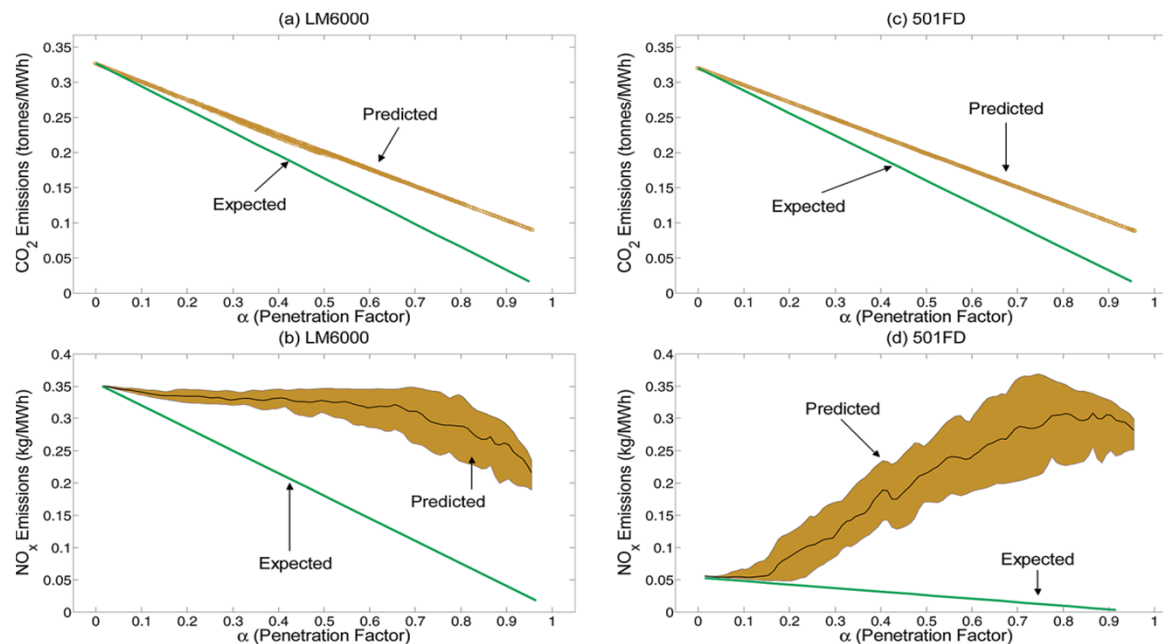 (a) LM6000
CO2 Emissions (tonnes/MWh)
0.35
0.3
0.25
0.2
0.15
0.1
0.05
0
Predicted
Expected
0 0.1 0.2 0.3 0.4 0.5 0.6 0.7 0.8 0.9 1
α (Penetration Factor)
(c) 501FD
CO2 Emissions (tonnes/MWh)
0.35
0.3
0.25
0.2
0.15
0.1
0.05
0
Predicted
Expected
0 0.1 0.2 0.3 0.4 0.5 0.6 0.7 0.8 0.9 1
α (Penetration Factor)
(b) LM6000
NOx Emissions (kg/MWh)
0.4
0.35
0.3
0.25
0.2
0.15
0.1
0.05
0
Predicted
Expected
0 0.1 0.2 0.3 0.4 0.5 0.6 0.7 0.8 0.9 1
α (Penetration Factor)
(d) 501FD
NOx Emissions (kg/MWh)
0.4
0.35
0.3
0.25
0.2
0.15
0.1
0.05
0
Predicted
Expected
0 0.1 0.2 0.3 0.4 0.5 0.6 0.7 0.8 0.9 1
α (Penetration Factor)